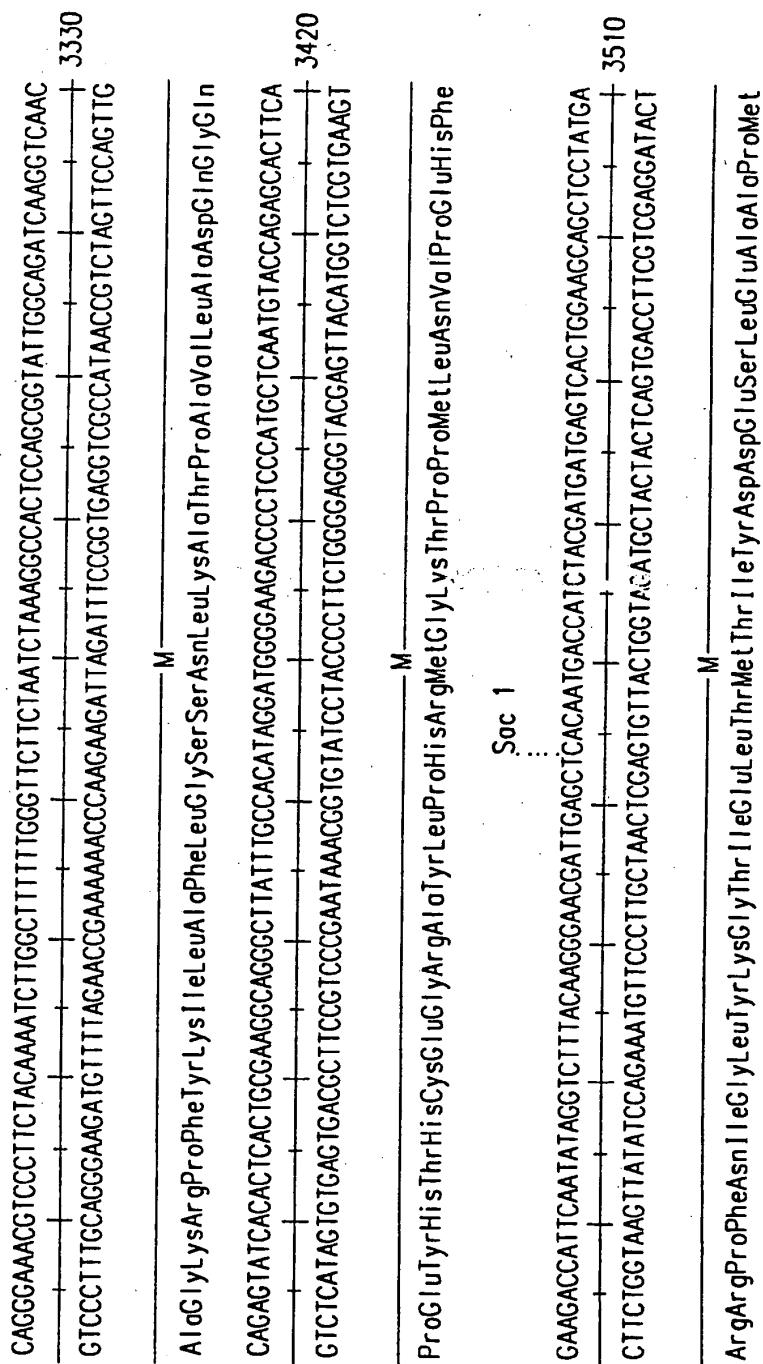 CAGGGAAACGTCCCTTCTACAAAATCTTGGCTTTTTTGGGTTCTTCTAATCTAAAGGCCACTCCAGCGGTATTGGCAGATCAAGGTCAAC
3330
GTCCCTTTGCAGGGAAGATGTTTTAGAACCGAAAAAACCCAAGAAGATTAGATTTCCGGTGAGGTCGCCATAACCGTCTAGTTCCAGTTG
M
AlaGlyLysArgProPheTyrLysIleLeuAlaPheLeuGlySerSerAsnLeuLysAlaThrProAlaValLeuAlaAspGlnGlyGln
CAGAGTATCACACTCACTGCGAAGGCAGGGCTTATTTGCCACATAGGATGGGGAAGACCCCTCCCATGCTCAATGTACCAGAGCACTTCA
3420
GTCTCATAGTGTGAGTGACGCTTCCGTCCCGAATAAACGGTGTATCCTACCCCTTCTGGGGAGGGTACGAGTTACATGGTCTCGTGAAGT
M
ProGluTyrHisThrHisCysGluGlyArgAlaTyrLeuProHisArgMetGlyLysThrProProMetLeuAsnValProGluHisPhe
Sac 1
GAAGACCATTCAATATAGGTCTTTACAAGGGAACGATTGAGCTCACAATGACCATCTACGATGATGAGTCACTGGAAGCAGCTCCTATGA
3510
CTTCTGGTAAGTTATATCCAGAAATGTTCCCTTGCTAACTCGAGTGTTACTGGTAGATGCTACTACTCAGTGACCTTCGTCGAGGATACT
M
ArgArgProPheAsnIleGlyLeuTyrLysGlyThrIleGluLeuThrMetThrIleTyrAspAspGluSerLeuGluAlaAlaProMet